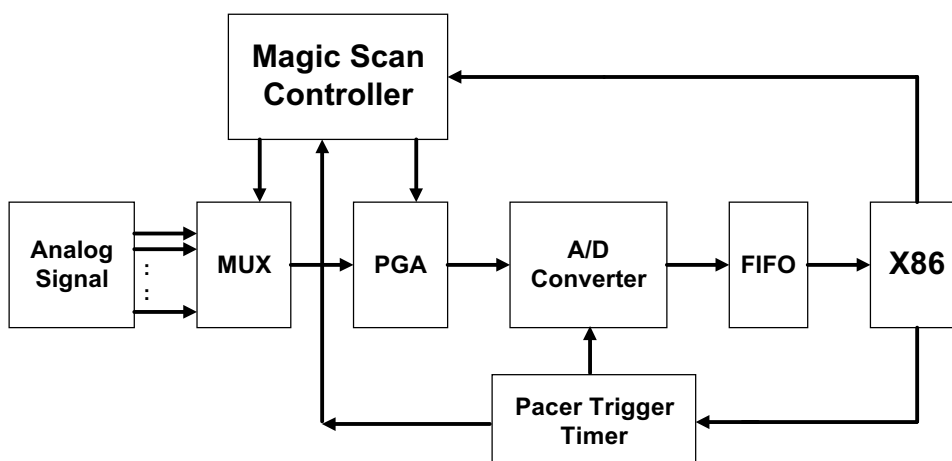 Magic Scan
Controller
Analog
Signal
MUX
PGA
A/D
Converter
FIFO
X86
Pacer Trigger
Timer